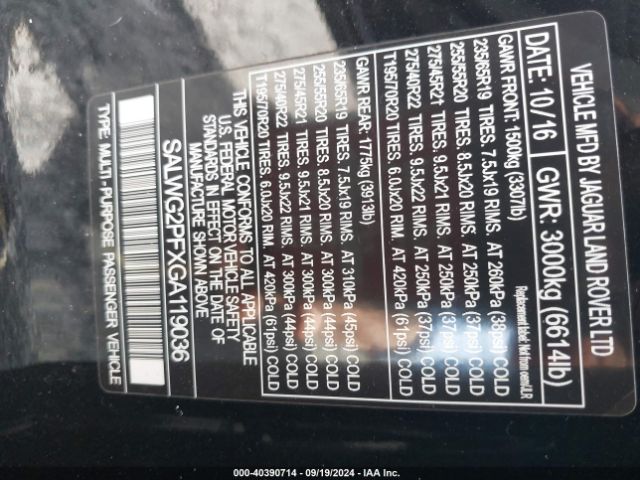 VEHICLE MFD BY JAGUAR LAND ROVER LTD
DATE: 10/16 GWR: 3000kg (6614lb)
Replacement label: Not from oem/JLR
GAWR FRONT: 1500kg (3307lb)
235/65R19 TIRES. 7.5Jx19 RIMS. AT 260kPa (38psi) COLD
255/55R20 TIRES. 8.5Jx20 RIMS. AT 250kPa (37psi) COLD
275/45R21 TIRES. 9.5Jx21 RIMS. AT 250kPa (37psi) COLD
275/40R22 TIRES. 9.5Jx22 RIMS. AT 250kPa (37psi) COLD
T195/70R20 TIRES. 6.0Jx20 RIM. AT 420kPa (61psi) COLD
GAWR REAR: 1775kg (3913lb)
235/65R19 TIRES. 7.5Jx19 RIMS. AT 310kPa (45psi) COLD
255/55R20 TIRES. 8.5Jx20 RIMS. AT 300kPa (44psi) COLD
275/45R21 TIRES. 9.5Jx21 RIMS. AT 300kPa (44psi) COLD
275/40R22 TIRES. 9.5Jx22 RIMS. AT 300kPa (44psi) COLD
T195/70R20 TIRES. 6.0Jx20 RIM. AT 420kPa (61psi) COLD
THIS VEHICLE CONFORMS TO ALL APPLICABLE
U.S. FEDERAL MOTOR VEHICLE SAFETY
STANDARDS IN EFFECT ON THE DATE OF
MANUFACTURE SHOWN ABOVE
SALWG2PFXGA119036
TYPE: MULTI-PURPOSE PASSENGER VEHICLE
000-40390714 - 09/19/2024 - IAA Inc.